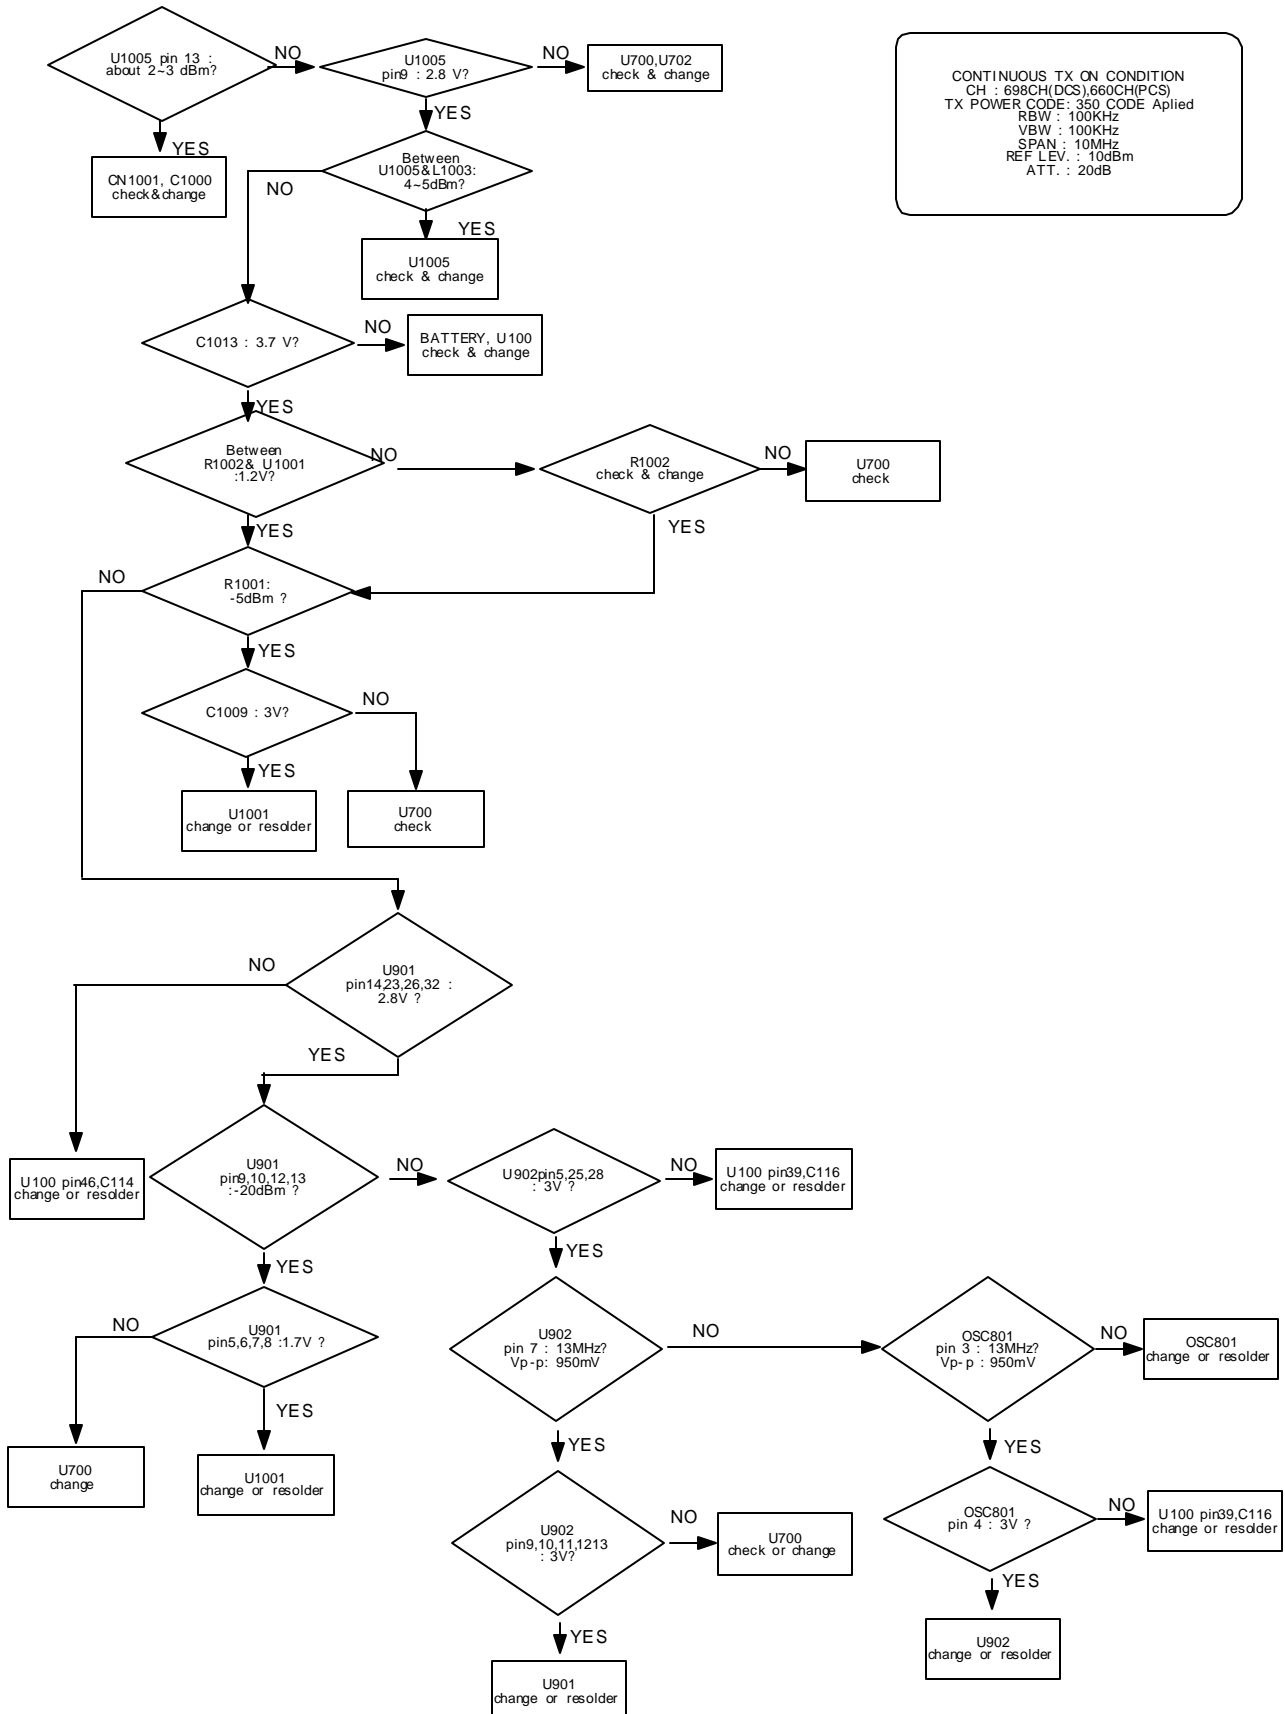 U1005 pin 13 :
about 2~3 dBm?
NO
U1005
pin9 : 2.8 V?
NO
U700,U702
check & change
CONTINUOUS TX ON CONDITION
CH : 698CH(DCS),660CH(PCS)
TX POWER CODE: 350 CODE Aplied
RBW : 100KHz
VBW : 100KHz
SPAN : 10MHz
REF LEV. : 10dBm
ATT. : 20dB
YES
YES
CN1001, C1000
check&change
Between
U1005&L1003:
4~5dBm?
NO
YES
U1005
check & change
C1013 : 3.7 V?
NO
BATTERY, U100
check & change
YES
Between
R1002& U1001
:1.2V?
NO
R1002
check & change
NO
U700
check
YES
YES
NO
R1001:
-5dBm ?
YES
C1009 : 3V?
NO
YES
U1001
change or resolder
U700
check
NO
U901
pin14,23,26,32 :
2.8V ?
YES
U100 pin46,C114
change or resolder
U901
pin9,10,12,13
:-20dBm ?
NO
U902pin5,25,28
: 3V ?
NO
U100 pin39,C116
change or resolder
YES
YES
NO
U901
pin5,6,7,8 :1.7V ?
U902
pin 7 : 13MHz?
Vp-p: 950mV
NO
OSC801
pin 3 : 13MHz?
Vp-p : 950mV
NO
OSC801
change or resolder
YES
YES
YES
U700
change
U1001
change or resolder
U902
pin9,10,11,1213
: 3V?
NO
U700
check or change
OSC801
pin 4 : 3V ?
NO
U100 pin39,C116
change or resolder
YES
YES
U901
change or resolder
U902
change or resolder